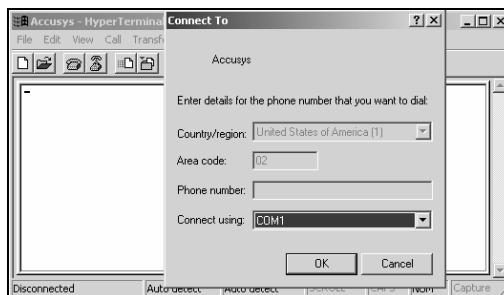 Accusys - HyperTerminal
Connect To
File Edit View Call
Accusys
Enter details for the phone number that you want to dial:
Country/region: United States of America (1)
Area code: 02
Phone number:
Connect using: COM1
OK Cancel
Disconnected Auto detect Auto detect SCROLL CAPS NUM Capture